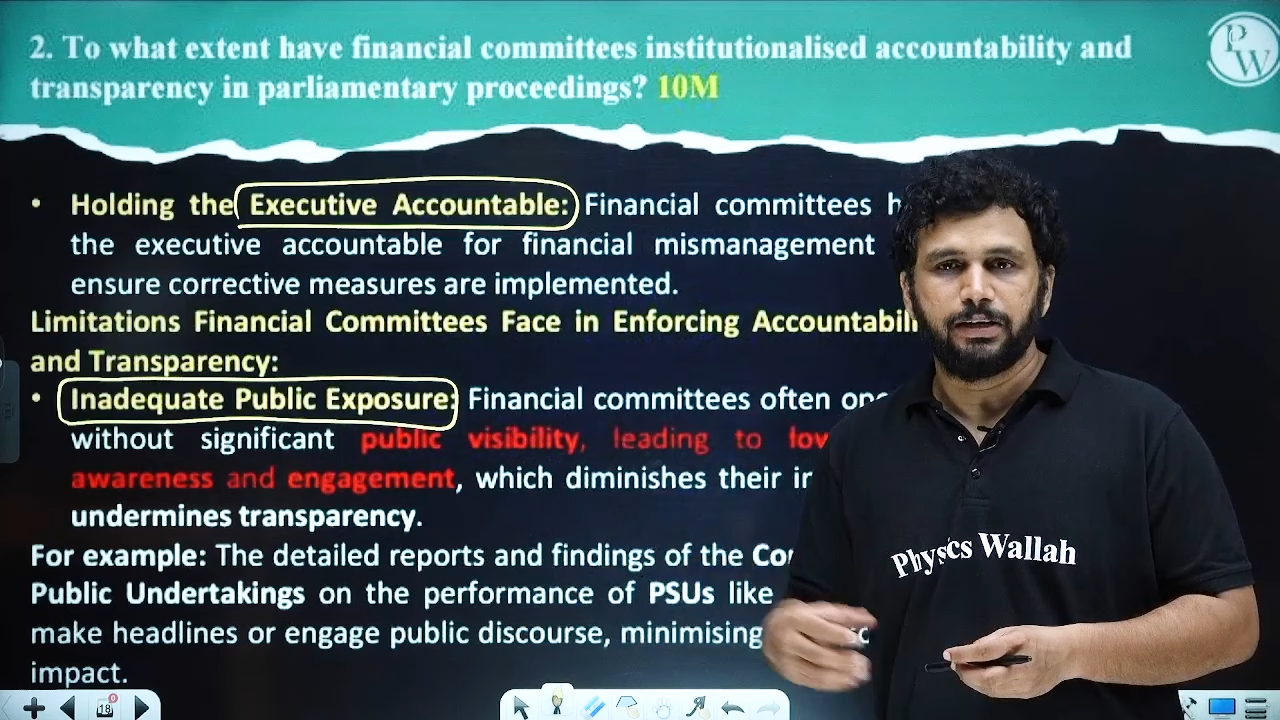 2. To what extent have financial committees institutionalised accountability and
transparency in parliamentary proceedings? 10M
PW
• Holding the Executive Accountable: Financial committees
the executive accountable for financial mismanagement
ensure corrective measures are implemented.
Limitations Financial Committees Face in Enforcing
and Transparency:
• Inadequate Public Exposure: Financial committees often
without significant public visibility, leading to
awareness and engagement, which diminishes their
undermines transparency.
For example: The detailed reports and findings of the
Public Undertakings on the performance of PSUs like
make headlines or engage public discourse, minimising
impact.
Physics Wallah
18